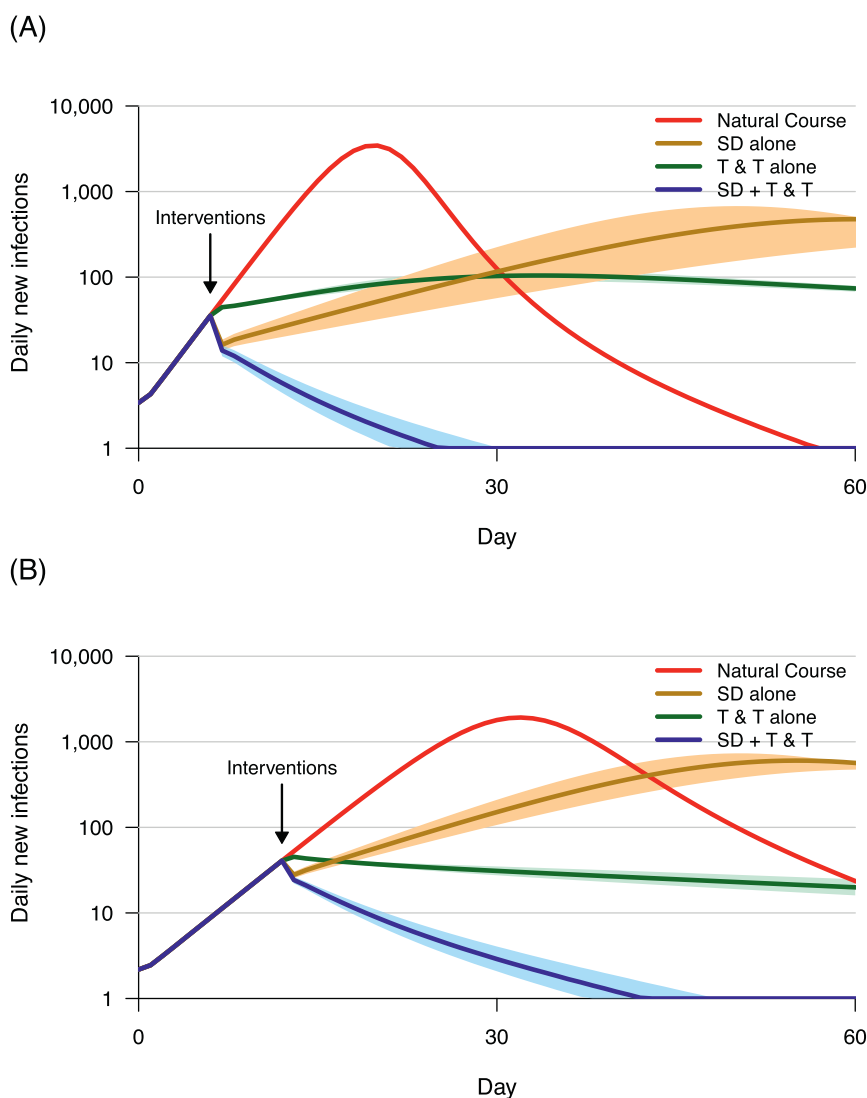 (A)
10,000
1,000
100
10
1
Daily new infections
Interventions
Natural Course
SD alone
T & T alone
SD + T & T
0
30
60
Day
(B)
10,000
1,000
100
10
1
Daily new infections
Interventions
Natural Course
SD alone
T & T alone
SD + T & T
0
30
60
Day